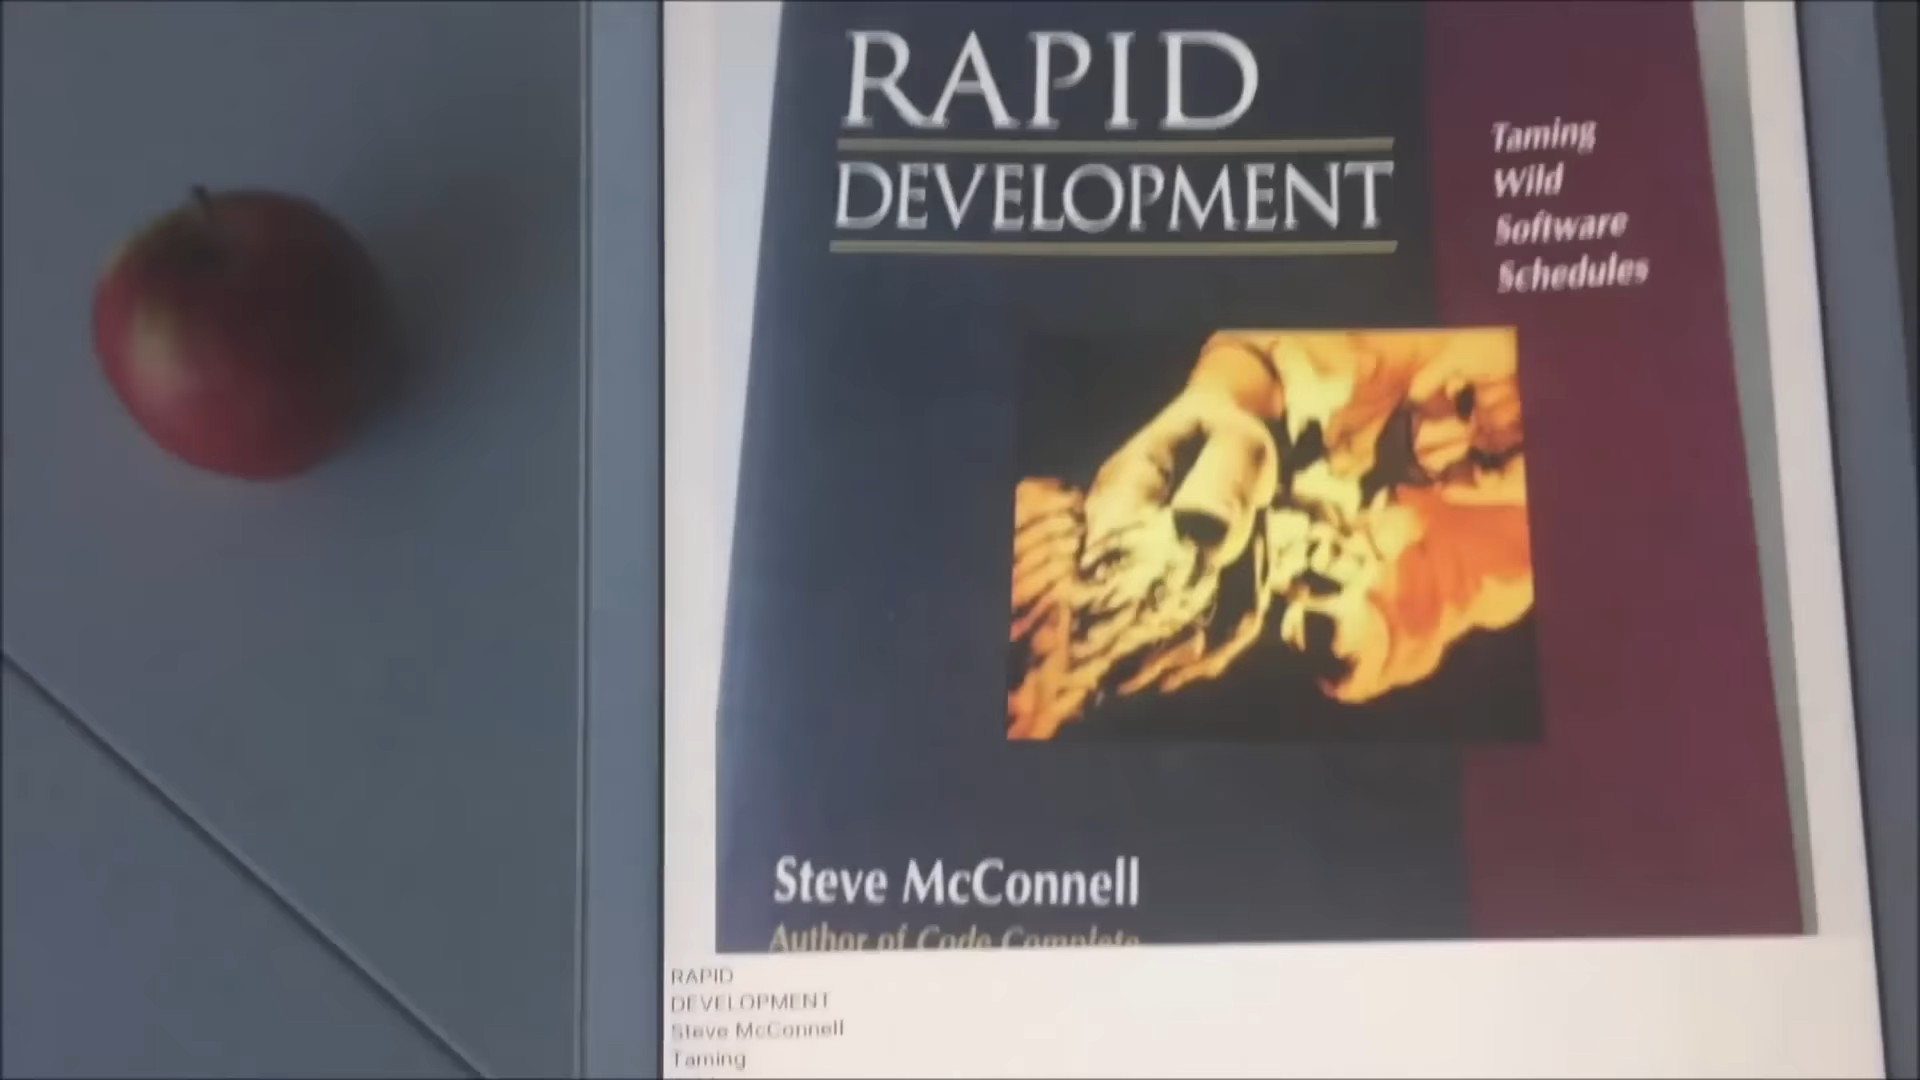 RAPID
DEVELOPMENT
Taming
Wild
Software
Schedules
Steve McConnell
Author of Code Complete
RAPID
DEVELOPMENT
Steve McConnell
Taming